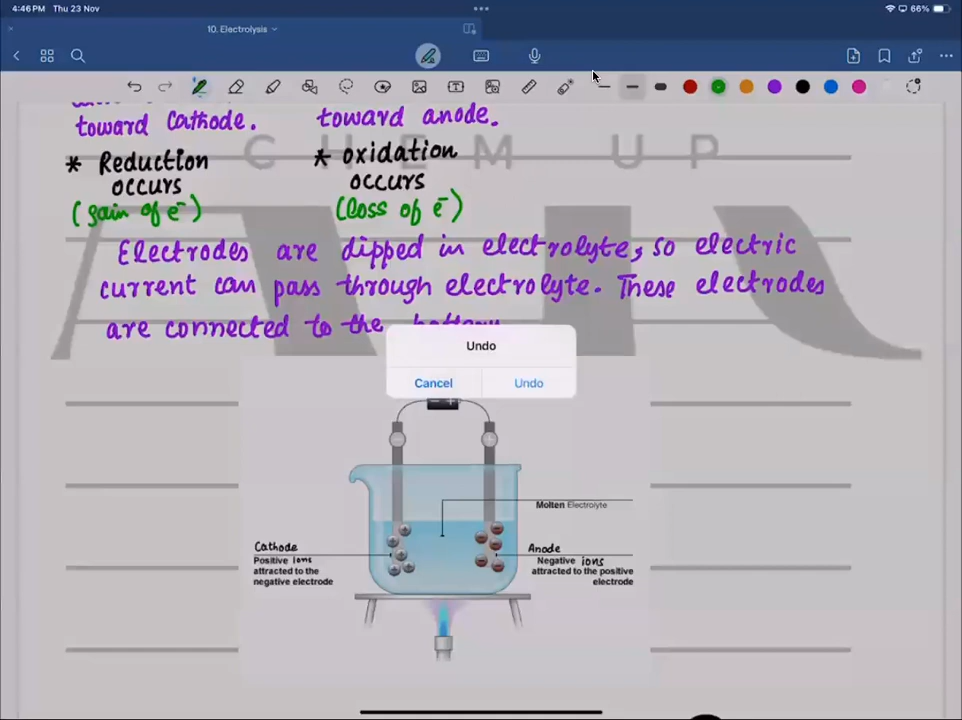 4:46 PM Thu 23 Nov
66%
10. Electrolysis
toward Cathode. toward anode.
CHEM UP
* Reduction * oxidation
occurs occurs
(gain of e⁻) (loss of e⁻)
Electrodes are dipped in electrolyte, so electric
current can pass through electrolyte. These electrodes
are connected to the battery
Undo
Cancel Undo
Molten Electrolyte
Cathode
Positive ions
attracted to the
negative electrode
Anode
Negative ions
attracted to the positive
electrode